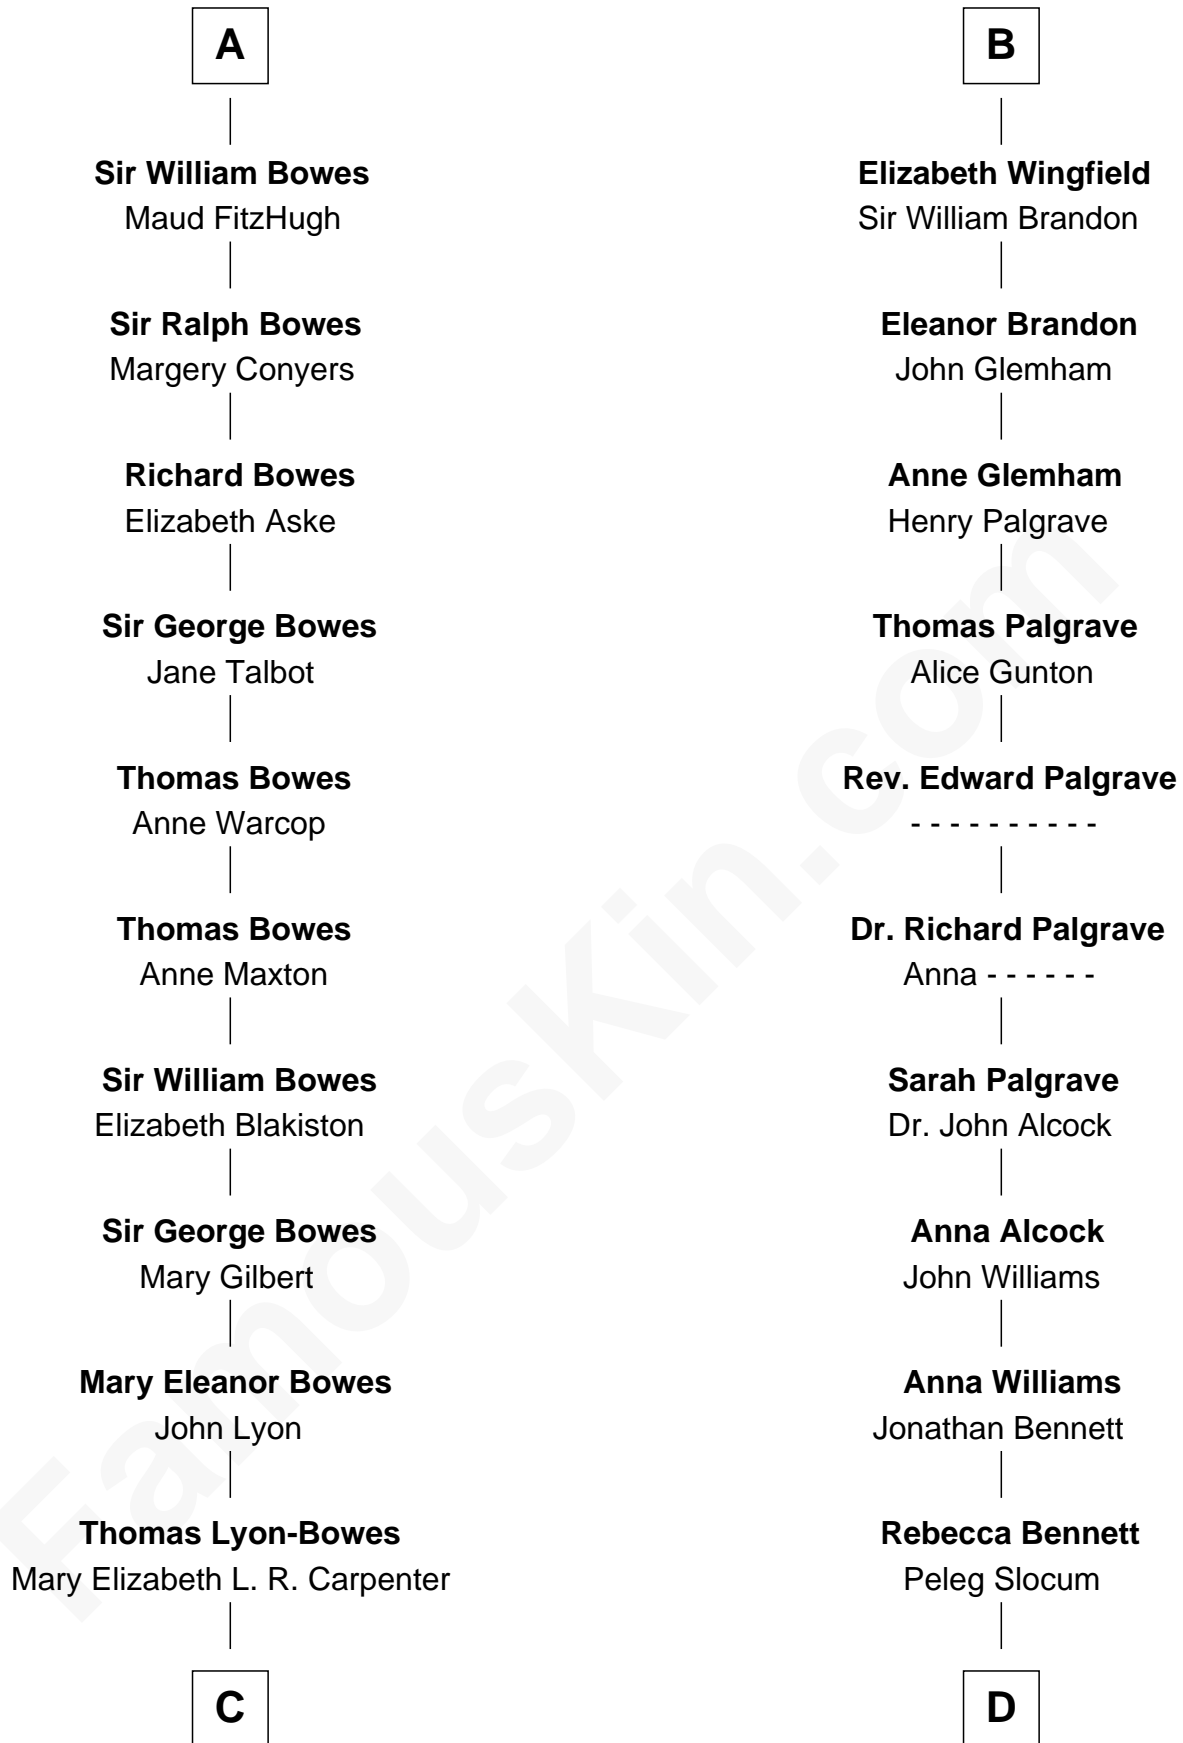 A
Sir William Bowes
Maud FitzHugh
Sir Ralph Bowes
Margery Conyers
Richard Bowes
Elizabeth Aske
Sir George Bowes
Jane Talbot
Thomas Bowes
Anne Warcop
Thomas Bowes
Anne Maxton
Sir William Bowes
Elizabeth Blakiston
Sir George Bowes
Mary Gilbert
Mary Eleanor Bowes
John Lyon
Thomas Lyon-Bowes
Mary Elizabeth L. R. Carpenter
C
B
Elizabeth Wingfield
Sir William Brandon
Eleanor Brandon
John Glemham
Anne Glemham
Henry Palgrave
Thomas Palgrave
Alice Gunton
Rev. Edward Palgrave
- - - - - - - - - -
Dr. Richard Palgrave
Anna - - - - - -
Sarah Palgrave
Dr. John Alcock
Anna Alcock
John Williams
Anna Williams
Jonathan Bennett
Rebecca Bennett
Peleg Slocum
D
FamousKin.com